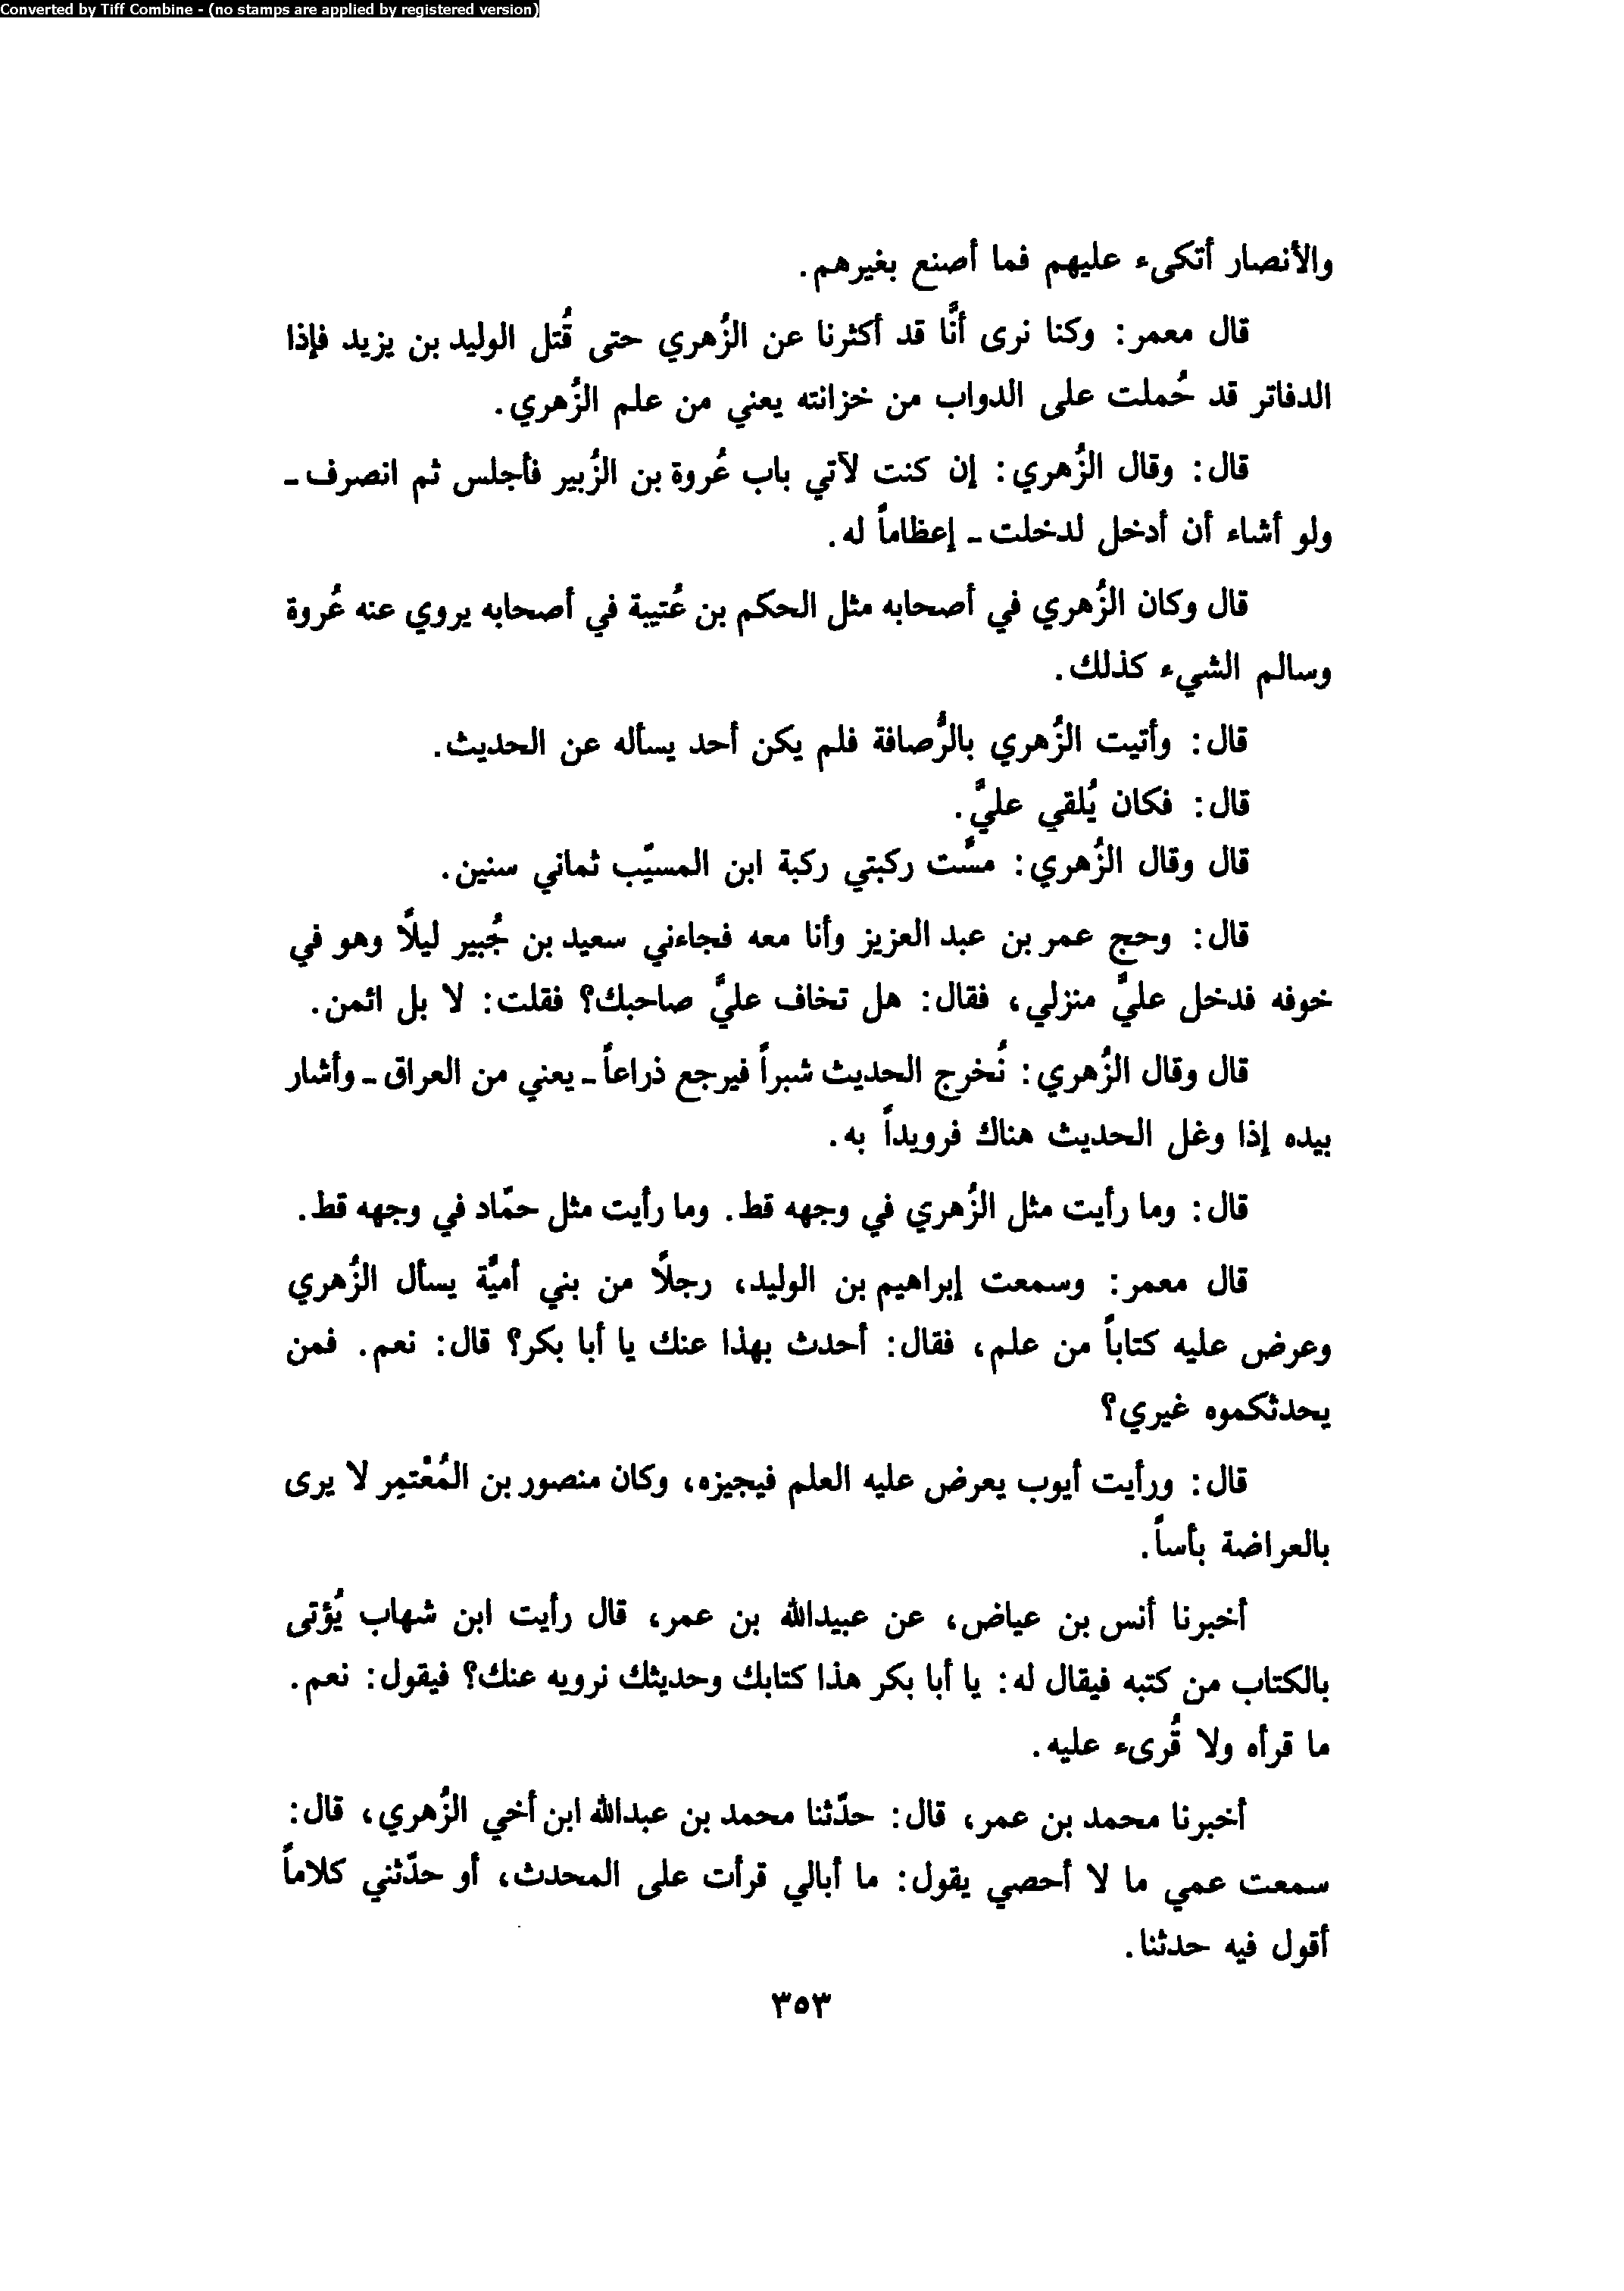 Converted by Tiff Combine - (no stamps are applied by registered version)
والأنصار أتكىء عليهم فما أصنع بغيرهم.
قال معمر: وكنا نرى أنَّا قد أكثرنا عن الزُهري حتى قُتل الوليد بن يزيد فإذا
الدفاتر قد حُملت على الدواب من خزانته يعني من علم الزُهري.
قال: وقال الزُهري: إن كنت لآتي باب عُروة بن الزُبير فأجلس ثم انصرف ـ
ولو أشاء أن أدخل لدخلت ـ إعظاماً له.
قال وكان الزُهري في أصحابه مثل الحكم بن عُتيبة في أصحابه يروي عنه عُروة
وسالم الشيء كذلك.
قال: وأتيت الزُهري بالرُّصافة فلم يكن أحد يسأله عن الحديث.
قال: فكان يُلقي عليَّ.
قال وقال الزُهري: مسَّت ركبتي ركبة ابن المسيّب ثماني سنين.
قال: وحج عمر بن عبد العزيز وأنا معه فجاءني سعيد بن جُبير ليلًا وهو في
خوفه فدخل عليَّ منزلي، فقال: هل تخاف عليَّ صاحبك؟ فقلت: لا بل ائمن.
قال وقال الزُهري: نُخرج الحديث شبراً فيرجع ذراعاً ـ يعني من العراق ـ وأشار
بيده إذا وغل الحديث هناك فرويداً به.
قال: وما رأيت مثل الزُهري في وجهه قط. وما رأيت مثل حمّاد في وجهه قط.
قال معمر: وسمعت إبراهيم بن الوليد، رجلًا من بني أميَّة يسأل الزُهري
وعرض عليه كتاباً من علم، فقال: أحدث بهذا عنك يا أبا بكر؟ قال: نعم. فمن
يحدثكموه غيري؟
قال: ورأيت أيوب يعرض عليه العلم فيجيزه، وكان منصور بن المُعْتمِر لا يرى
بالعراضة بأساً.
أخبرنا أنس بن عياض، عن عبيدالله بن عمر، قال رأيت ابن شهاب يُؤتى
بالكتاب من كتبه فيقال له: يا أبا بكر هذا كتابك وحديثك نرويه عنك؟ فيقول: نعم.
ما قرأه ولا قُرىء عليه.
أخبرنا محمد بن عمر، قال: حدّثنا محمد بن عبدالله ابن أخي الزُهري، قال:
سمعت عمي ما لا أحصي يقول: ما أبالي قرأت على المحدث، أو حدّثني كلاماً
أقول فيه حدثنا.
٣٥٣